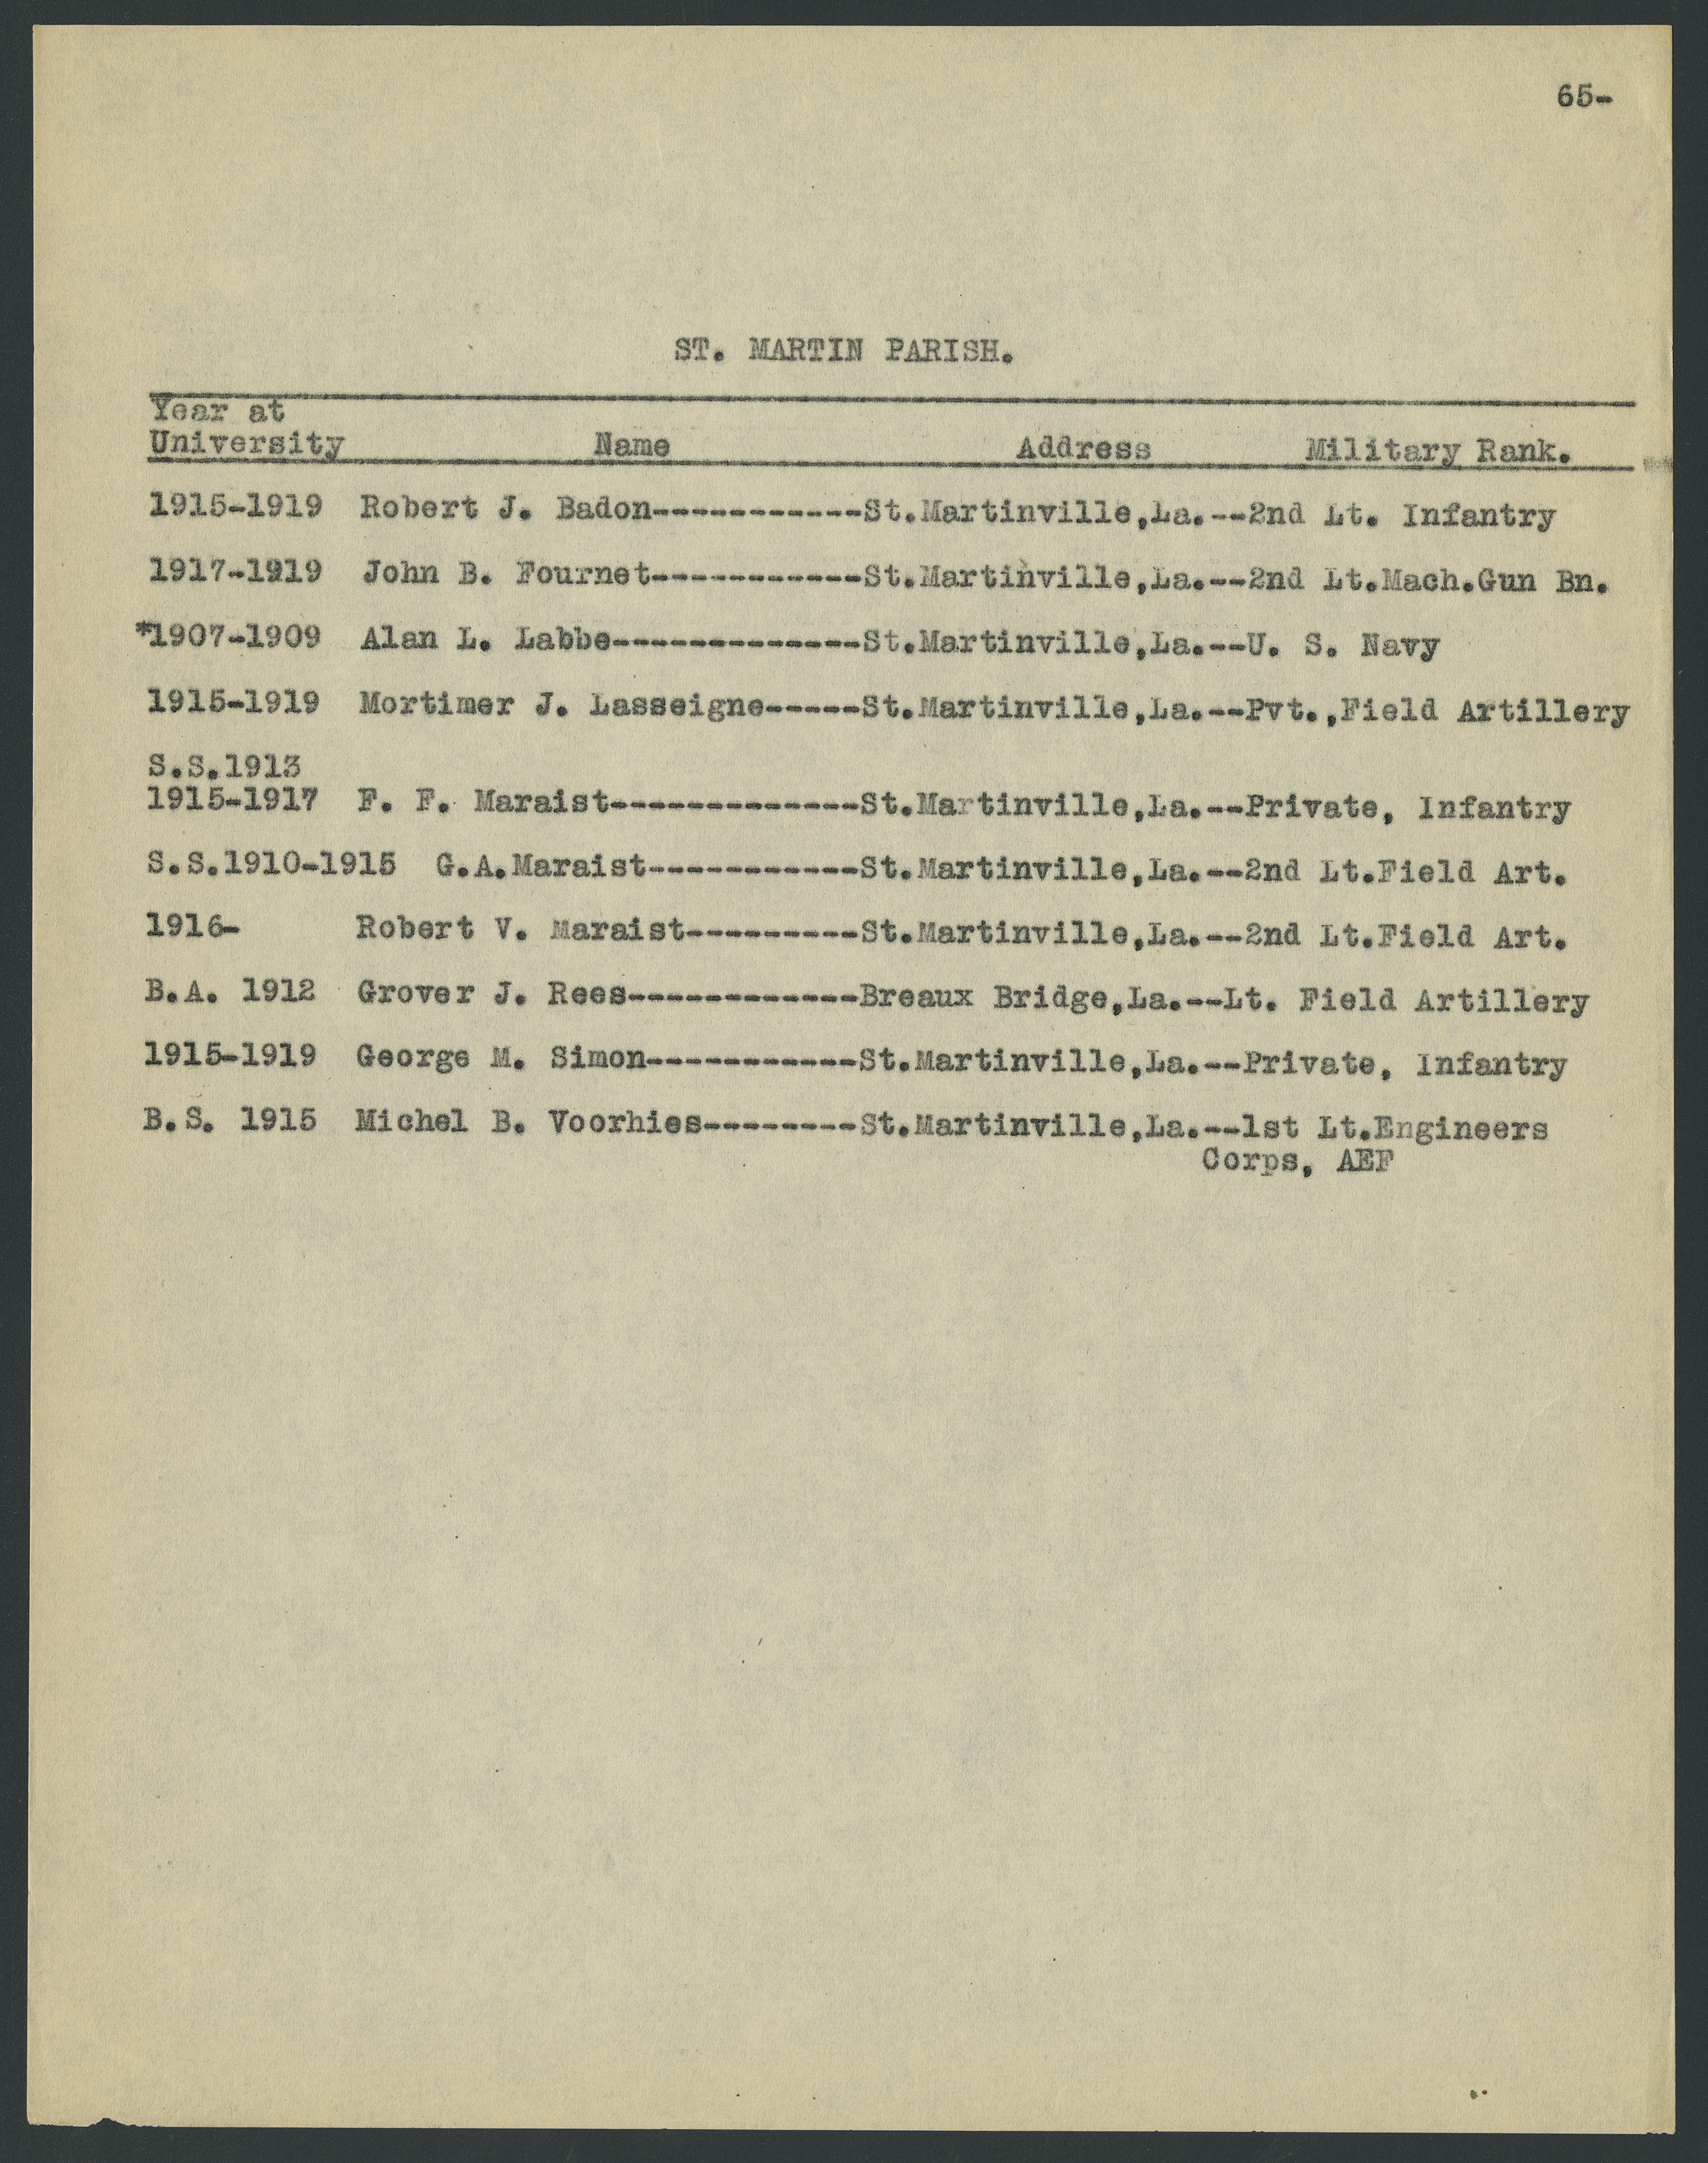 65-
ST. MARTIN PARISH.
Year at
University Name Address Military Rank.
1915-1919 Robert J. Badon-----------St.Martinville,La.--2nd Lt. Infantry
1917-1919 John B. Fournet-----------St.Martinville,La.--2nd Lt.Mach.Gun Bn.
*1907-1909 Alan L. Labbe-------------St.Martinville,La.--U. S. Navy
1915-1919 Mortimer J. Lasseigne-----St.Martinville,La.--Pvt.,Field Artillery
S.S.1913
1915-1917 F. F. Maraist-------------St.Martinville,La.--Private, Infantry
S.S.1910-1915 G.A.Maraist-----------St.Martinville,La.--2nd Lt.Field Art.
1916- Robert V. Maraist---------St.Martinville,La.--2nd Lt.Field Art.
B.A. 1912 Grover J. Rees------------Breaux Bridge,La.--Lt. Field Artillery
1915-1919 George M. Simon-----------St.Martinville,La.--Private, Infantry
B.S. 1915 Michel B. Voorhies--------St.Martinville,La.--1st Lt.Engineers
Corps, AEF